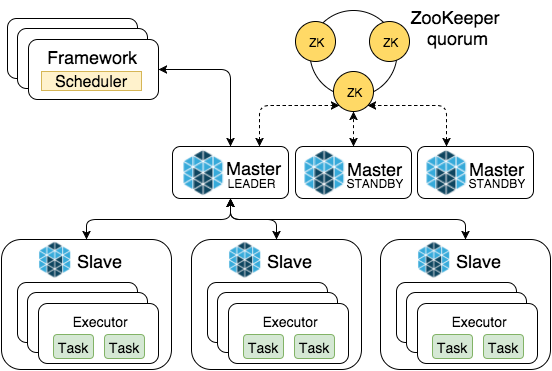 Framework
Scheduler
ZooKeeper
quorum
ZK
ZK
ZK
Master
LEADER
Master
STANDBY
Master
STANDBY
Slave
Executor
Task Task
Slave
Executor
Task Task
Slave
Executor
Task Task